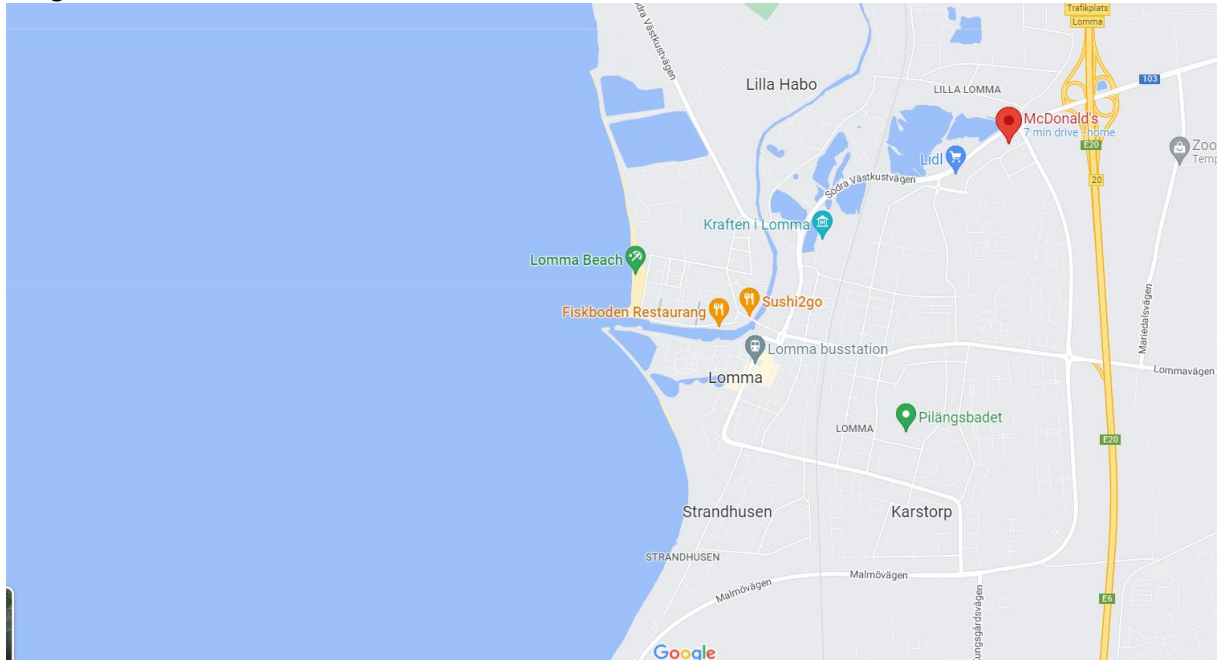 Trafikplats
Lomma
Södra Västkustvägen
Lilla Habo
LILLA LOMMA
103
McDonald's
7 min drive - home
E20
Zoo
Temp
Lidl
20
Södra Västkustvägen
Kraften i Lomma
Lomma Beach
Sushi2go
Fiskboden Restaurang
Mariedalsvägen
Lomma busstation
Lommavägen
Lomma
Pilängsbadet
LOMMA
E20
Strandhusen
Karstorp
STRANDHUSEN
Malmövägen
Malmövägen
E6
Kungsgårdsvägen
Google